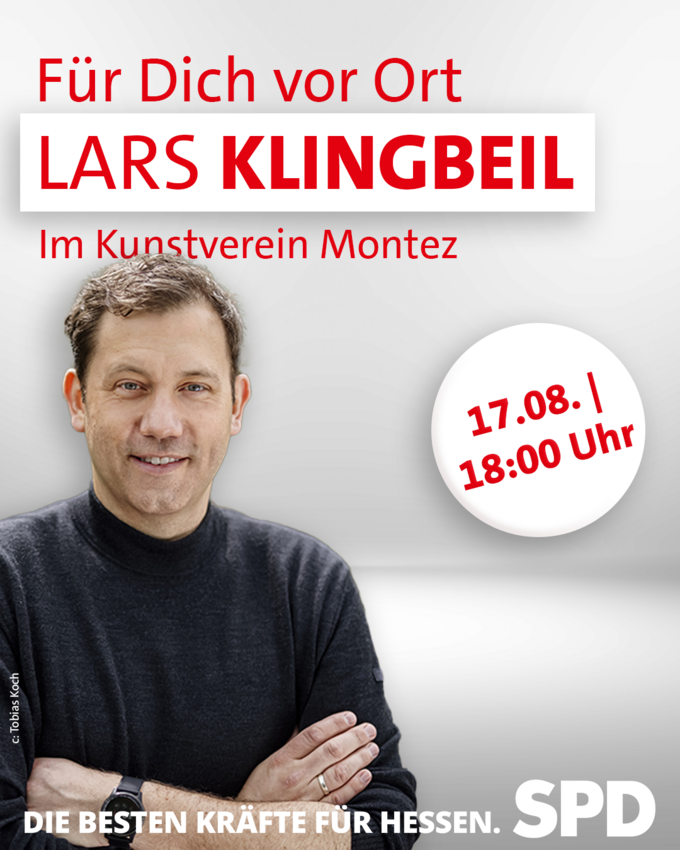 Für Dich vor Ort
LARS KLINGBEIL
Im Kunstverein Montez
17.08. |
18:00 Uhr
c: Tobias Koch
DIE BESTEN KRÄFTE FÜR HESSEN. SPD